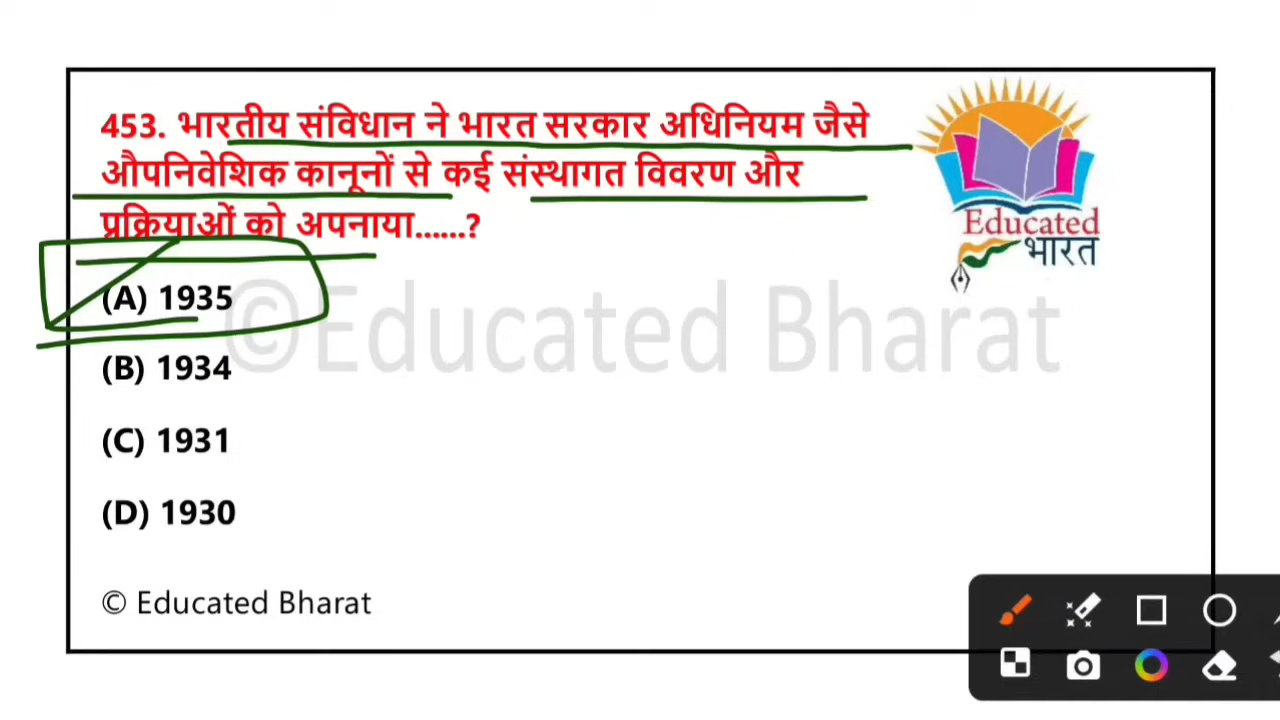 453. भारतीय संविधान ने भारत सरकार अधिनियम जैसे
औपनिवेशिक कानूनों से कई संस्थागत विवरण और
प्रक्रियाओं को अपनाया......?
Educated
भारत
(A) 1935
©Educated Bharat
(B) 1934
(C) 1931
(D) 1930
© Educated Bharat